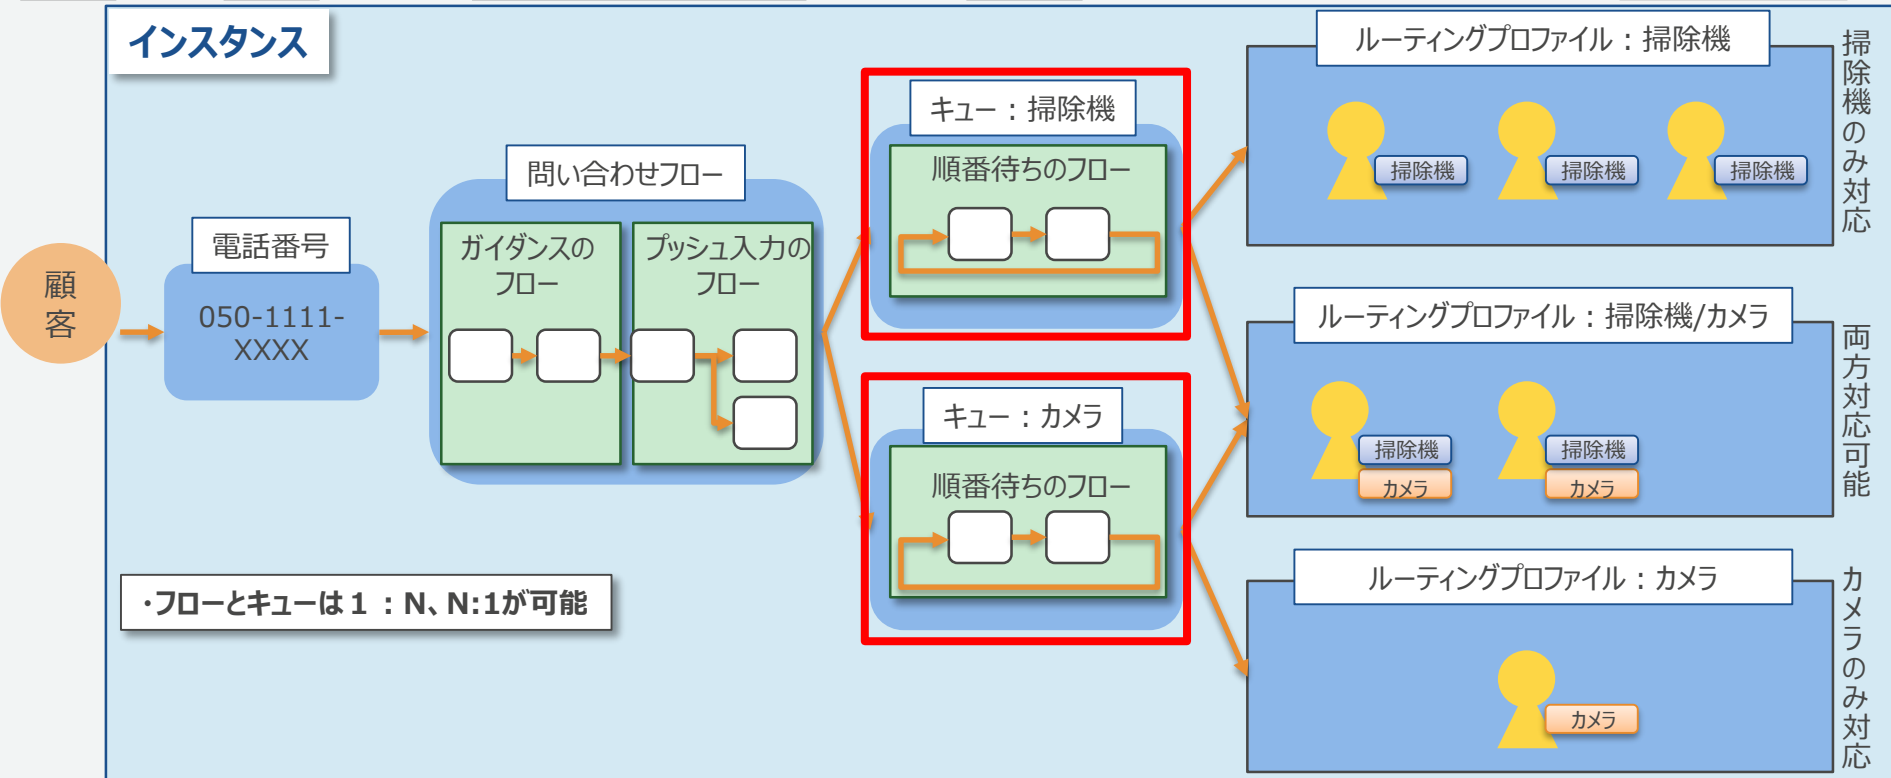 インスタンス
顧
客
電話番号
050-1111-
XXXX
問い合わせフロー
ガイダンスの
フロー
プッシュ入力の
フロー
・フローとキューは１：N、N:1が可能
キュー：掃除機
順番待ちのフロー
キュー：カメラ
順番待ちのフロー
ルーティングプロファイル：掃除機
掃除機
掃除機
掃除機
掃除機のみ対応
ルーティングプロファイル：掃除機/カメラ
掃除機
カメラ
掃除機
カメラ
両方対応可能
ルーティングプロファイル：カメラ
カメラ
カメラのみ対応